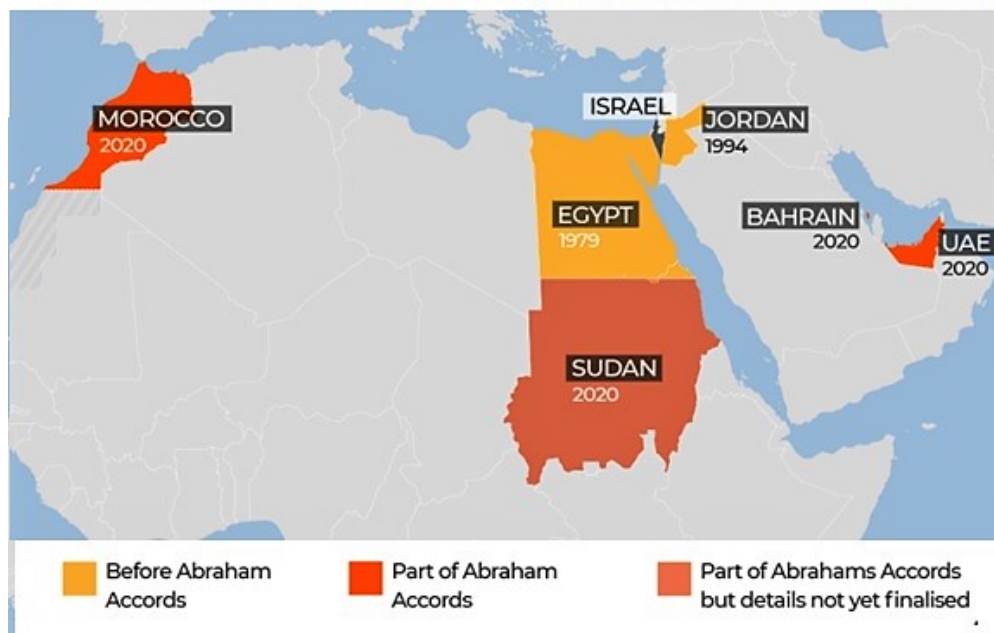 MOROCCO
2020
ISRAEL
JORDAN
1994
EGYPT
1979
BAHRAIN
2020
UAE
2020
SUDAN
2020
Before Abraham
Accords
Part of Abraham
Accords
Part of Abrahams Accords
but details not yet finalised